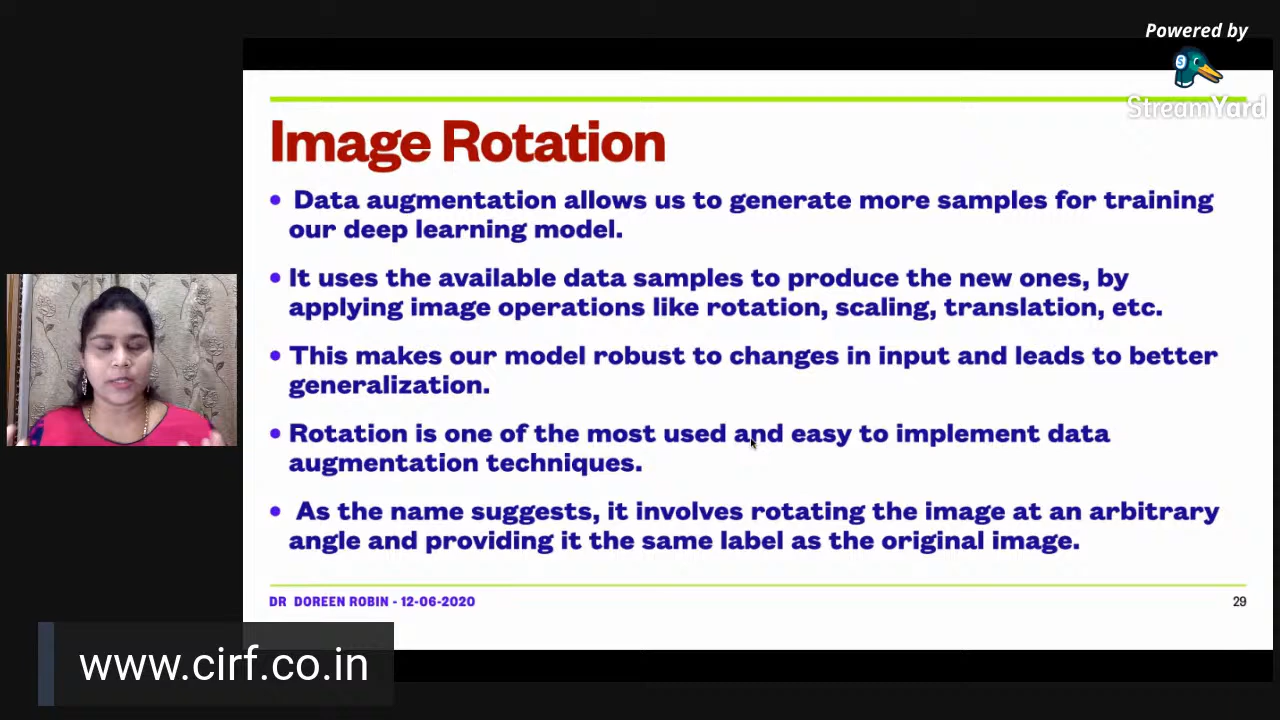 Powered by
StreamYard
Image Rotation
• Data augmentation allows us to generate more samples for training
our deep learning model.
• It uses the available data samples to produce the new ones, by
applying image operations like rotation, scaling, translation, etc.
• This makes our model robust to changes in input and leads to better
generalization.
• Rotation is one of the most used and easy to implement data
augmentation techniques.
• As the name suggests, it involves rotating the image at an arbitrary
angle and providing it the same label as the original image.
DR DOREEN ROBIN - 12-06-2020
29
www.cirf.co.in